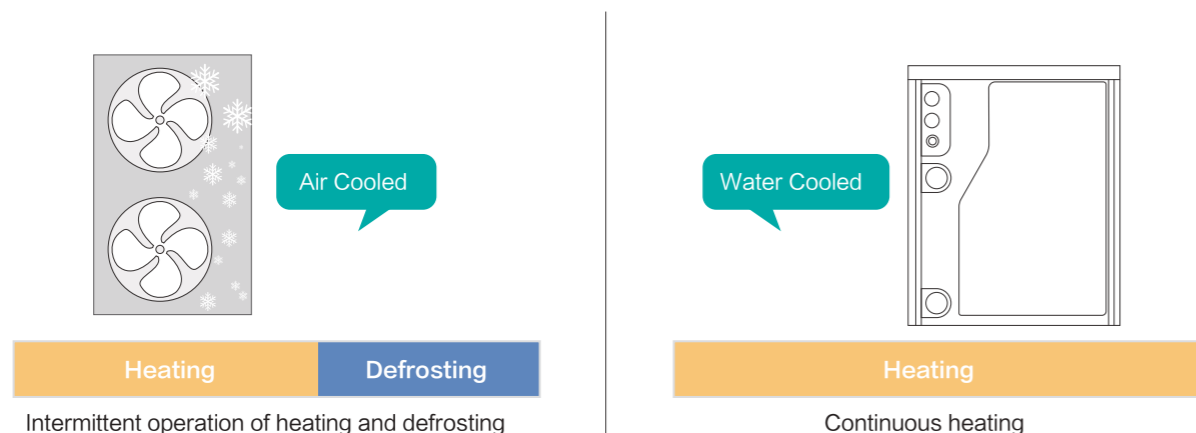 Air Cooled
Heating
Defrosting
Intermittent operation of heating and defrosting
Water Cooled
Heating
Continuous heating